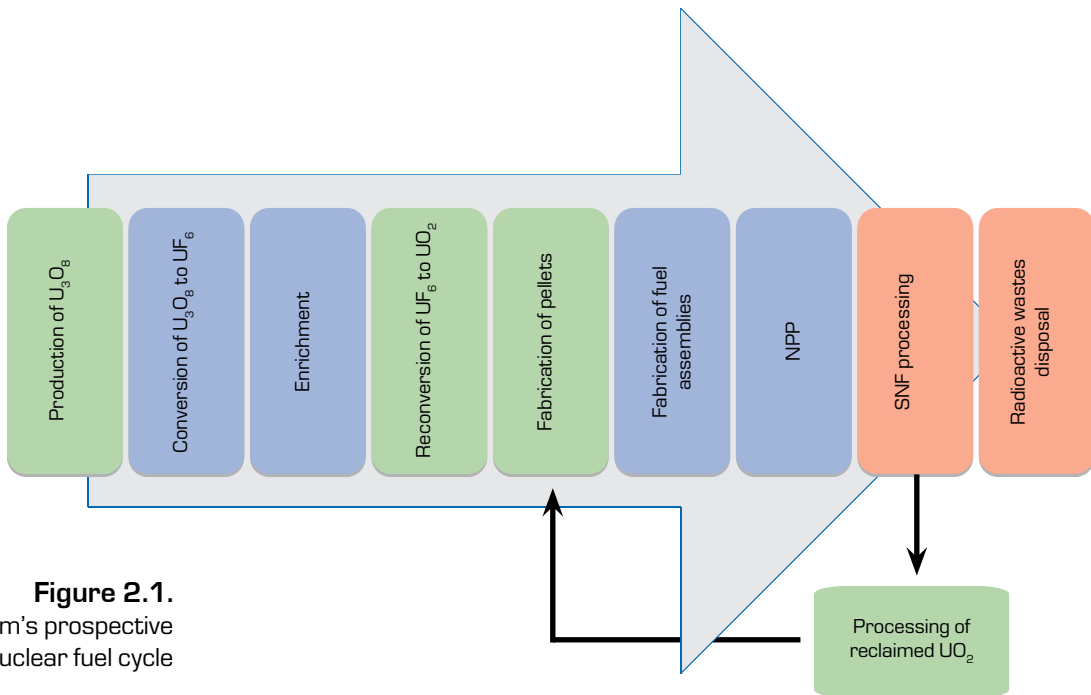 Production of U₃O₈
Conversion of U₃O₈ to UF₆
Enrichment
Reconversion of UF₆ to UO₂
Fabrication of pellets
Fabrication of fuel
assemblies
NPP
SNF processing
Radioactive wastes
disposal
Processing of
reclaimed UO₂
Figure 2.1.
m's prospective
nuclear fuel cycle